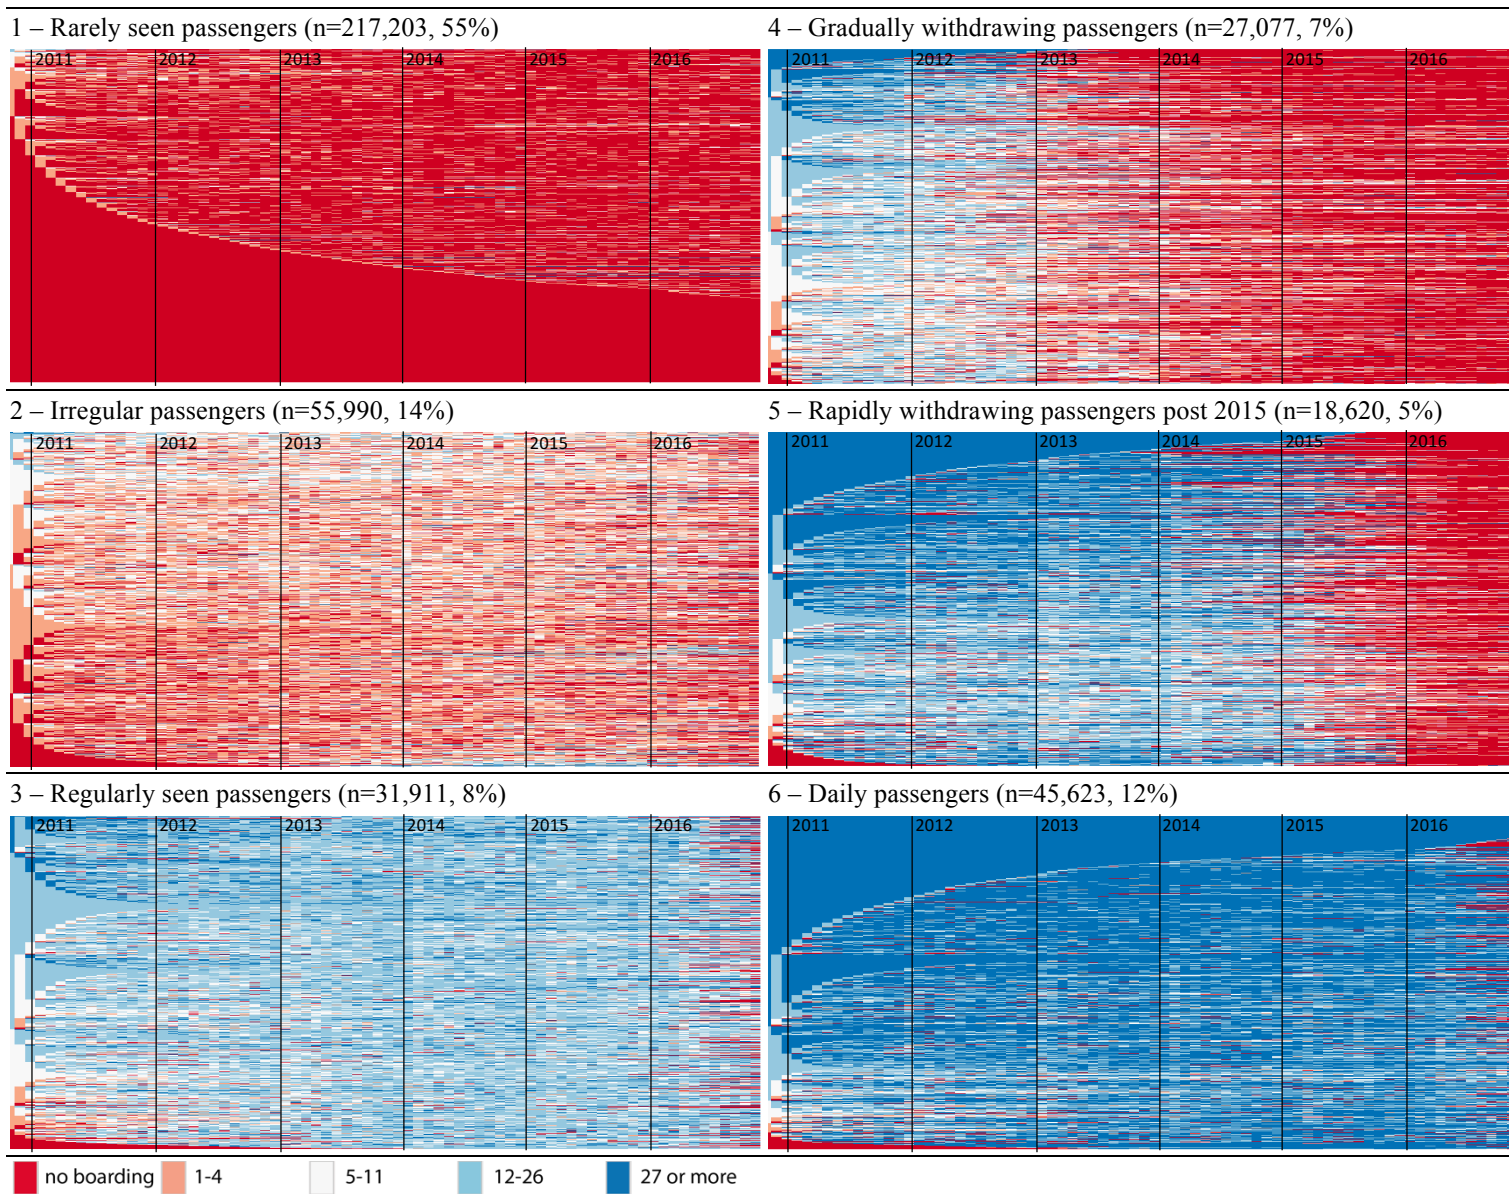 1 – Rarely seen passengers (n=217,203, 55%)
2011 2012 2013 2014 2015 2016
4 – Gradually withdrawing passengers (n=27,077, 7%)
2011 2012 2013 2014 2015 2016
2 – Irregular passengers (n=55,990, 14%)
2011 2012 2013 2014 2015 2016
5 – Rapidly withdrawing passengers post 2015 (n=18,620, 5%)
2011 2012 2013 2014 2015 2016
3 – Regularly seen passengers (n=31,911, 8%)
2011 2012 2013 2014 2015 2016
6 – Daily passengers (n=45,623, 12%)
2011 2012 2013 2014 2015 2016
no boarding 1-4 5-11 12-26 27 or more